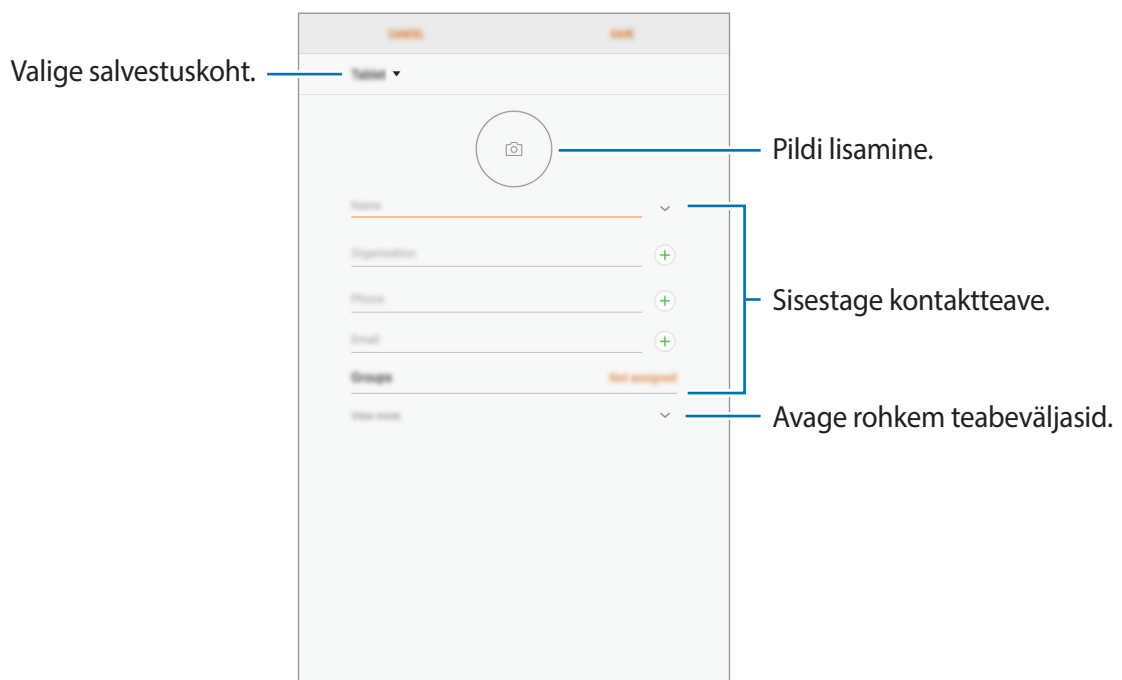 CANCEL SAVE
Valige salvestuskoht.
Tablet
Pildi lisamine.
Name
Organisation
Phone
Sisestage kontaktteave.
Email
Groups Not assigned
View more
Avage rohkem teabeväljasid.